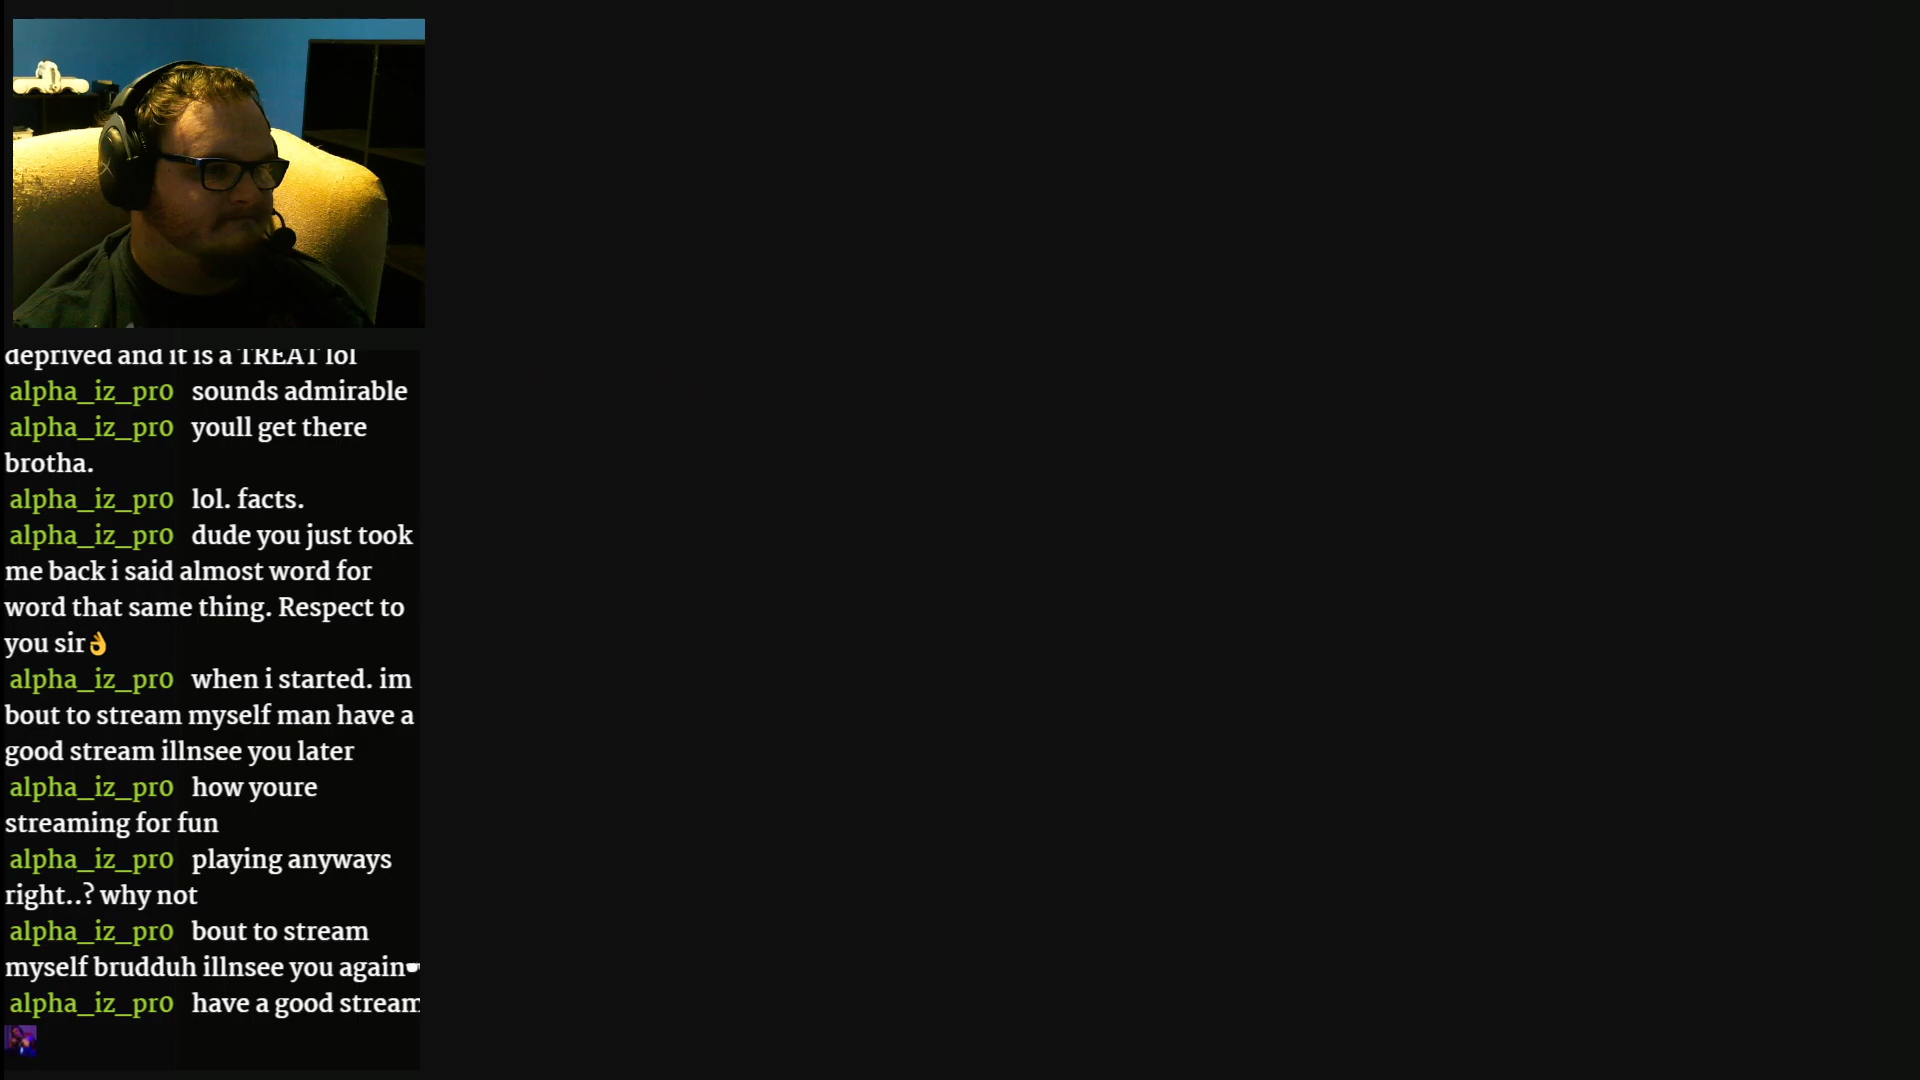 deprived and it is a TREAT lol
alpha_iz_pr0 sounds admirable
alpha_iz_pr0 youll get there
brotha.
alpha_iz_pr0 lol. facts.
alpha_iz_pr0 dude you just took
me back i said almost word for
word that same thing. Respect to
you sir👌
alpha_iz_pr0 when i started. im
bout to stream myself man have a
good stream illnsee you later
alpha_iz_pr0 how youre
streaming for fun
alpha_iz_pr0 playing anyways
right..? why not
alpha_iz_pr0 bout to stream
myself brudduh illnsee you again
alpha_iz_pr0 have a good stream